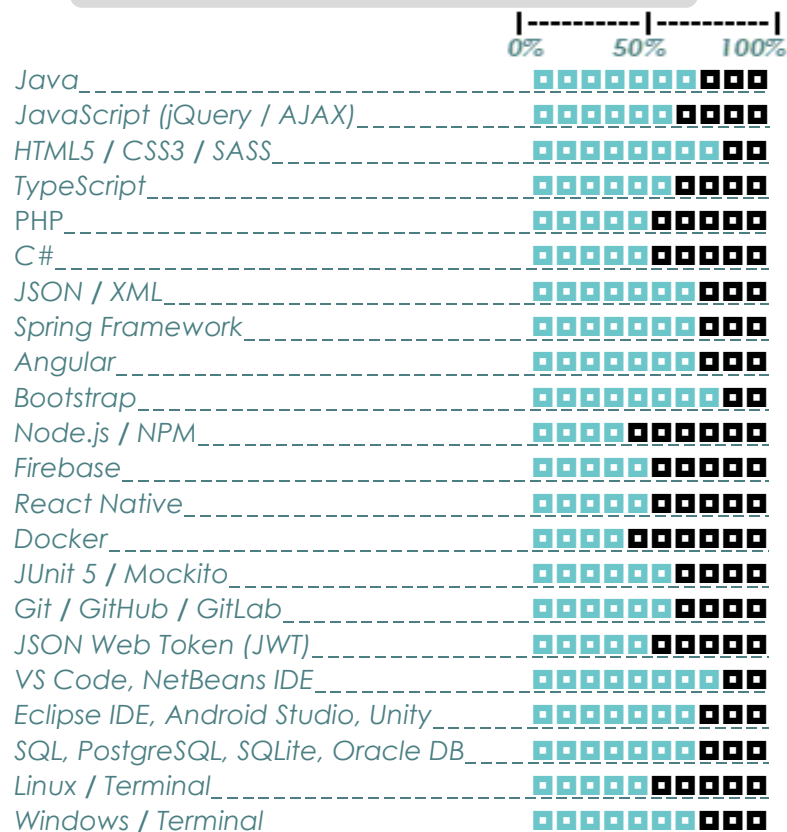 0% 50% 100%
Java
JavaScript (jQuery / AJAX)
HTML5 / CSS3 / SASS
TypeScript
PHP
C#
JSON / XML
Spring Framework
Angular
Bootstrap
Node.js / NPM
Firebase
React Native
Docker
JUnit 5 / Mockito
Git / GitHub / GitLab
JSON Web Token (JWT)
VS Code, NetBeans IDE
Eclipse IDE, Android Studio, Unity
SQL, PostgreSQL, SQLite, Oracle DB
Linux / Terminal
Windows / Terminal